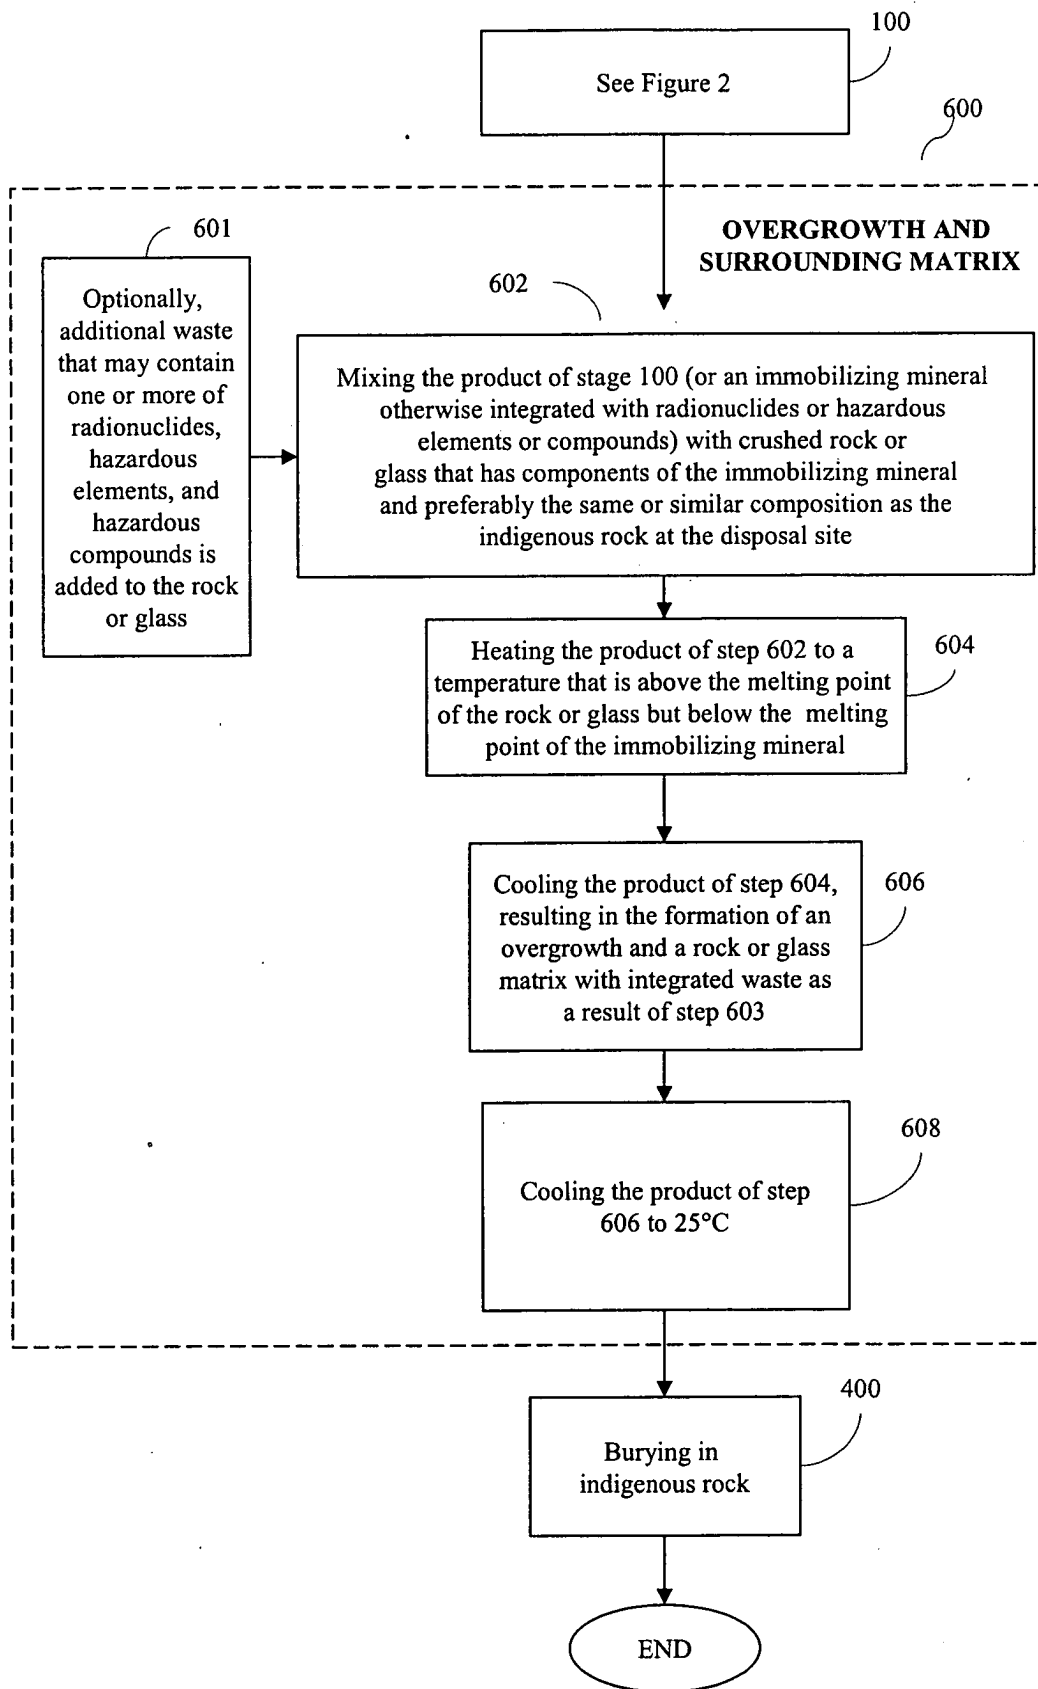 100
See Figure 2
600
OVERGROWTH AND
SURROUNDING MATRIX
601
Optionally,
additional waste
that may contain
one or more of
radionuclides,
hazardous
elements, and
hazardous
compounds is
added to the rock
or glass
602
Mixing the product of stage 100 (or an immobilizing mineral
otherwise integrated with radionuclides or hazardous
elements or compounds) with crushed rock or
glass that has components of the immobilizing mineral
and preferably the same or similar composition as the
indigenous rock at the disposal site
604
Heating the product of step 602 to a
temperature that is above the melting point
of the rock or glass but below the melting
point of the immobilizing mineral
606
Cooling the product of step 604,
resulting in the formation of an
overgrowth and a rock or glass
matrix with integrated waste as
a result of step 603
608
Cooling the product of step
606 to 25°C
400
Burying in
indigenous rock
END